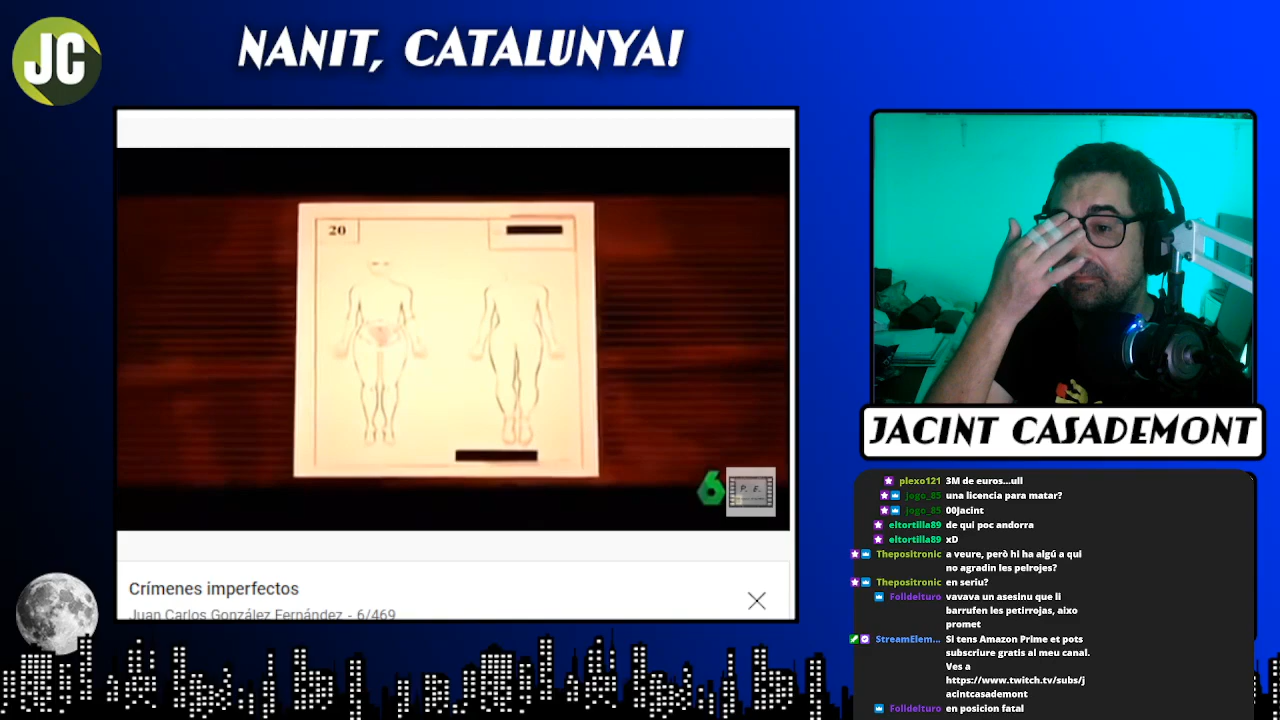 JC
NANIT, CATALUNYA!
20
6
P. F.
Crímenes imperfectos
Juan Carlos González Fernández - 6/469
JACINT CASADEMONT
plexo121 3M de euros...ull
jogo_85 una licencia para matar?
jogo_85 00Jacint
eltortilla89 de qui poc andorra
eltortilla89 xD
Thepositronic a veure, però hi ha algú a qui
no agradin les pelrojes?
Thepositronic en seriu?
Folldelturo vavava un asesinu que li
barrufen les petirrojas, aixo
promet
StreamElem... Si tens Amazon Prime et pots
subscriure gratis al meu canal.
Ves a
https://www.twitch.tv/subs/j
acintcasademont
Folldelturo en posicion fatal